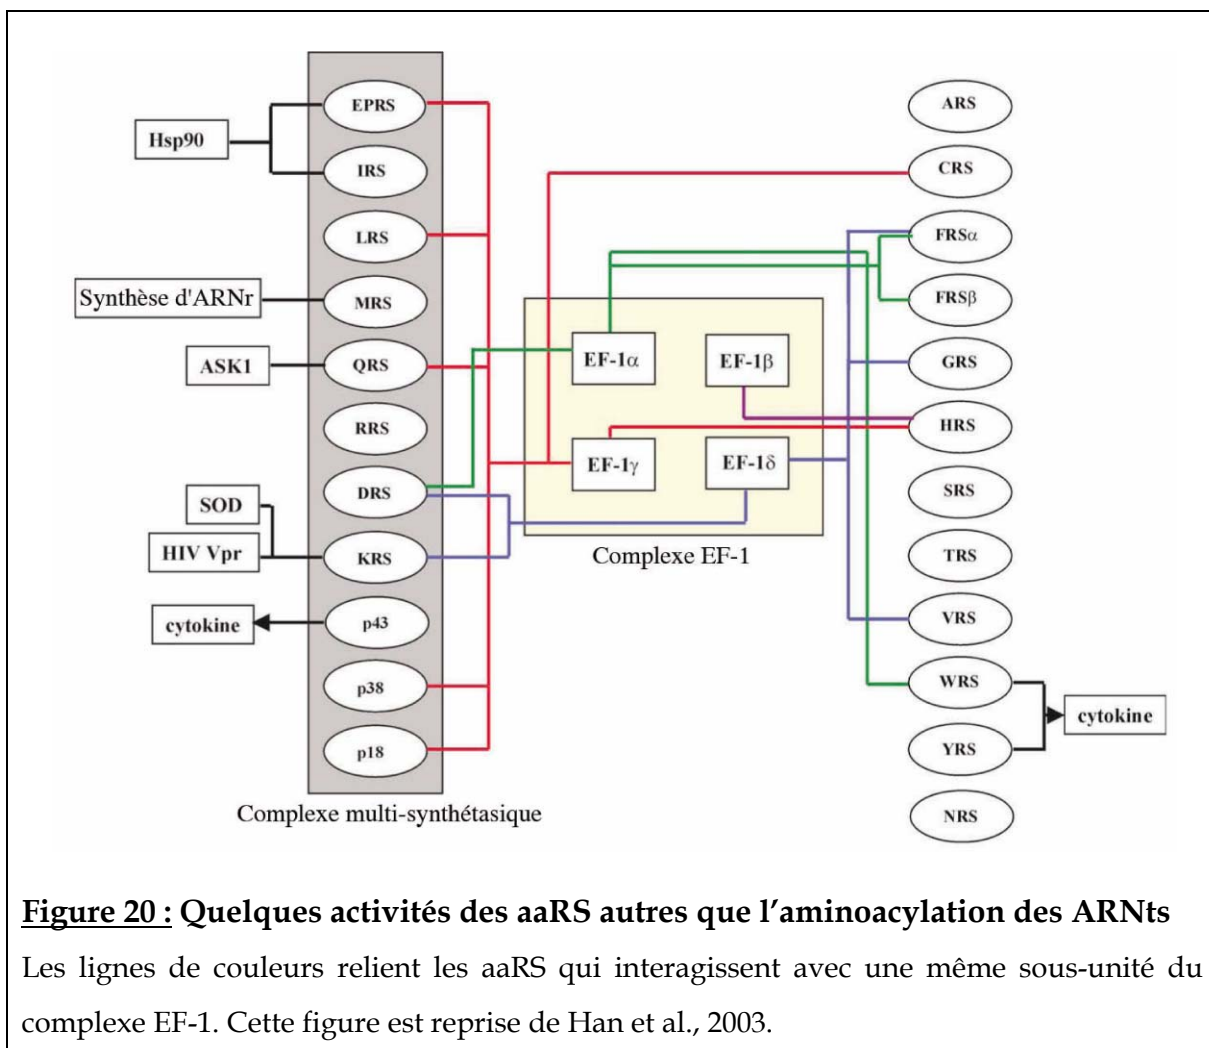 EPRS
ARS
Hsp90
IRS
CRS
LRS
FRSα
Synthèse d'ARNr
MRS
FRSβ
ASK1
QRS
EF-1α
EF-1β
GRS
RRS
HRS
EF-1γ
EF-1δ
SOD
DRS
SRS
HIV Vpr
KRS
Complexe EF-1
TRS
cytokine
p43
VRS
p38
WRS
cytokine
p18
YRS
Complexe multi-synthétasique
NRS
Figure 20 : Quelques activités des aaRS autres que l’aminoacylation des ARNts
Les lignes de couleurs relient les aaRS qui interagissent avec une même sous-unité du
complexe EF-1. Cette figure est reprise de Han et al., 2003.